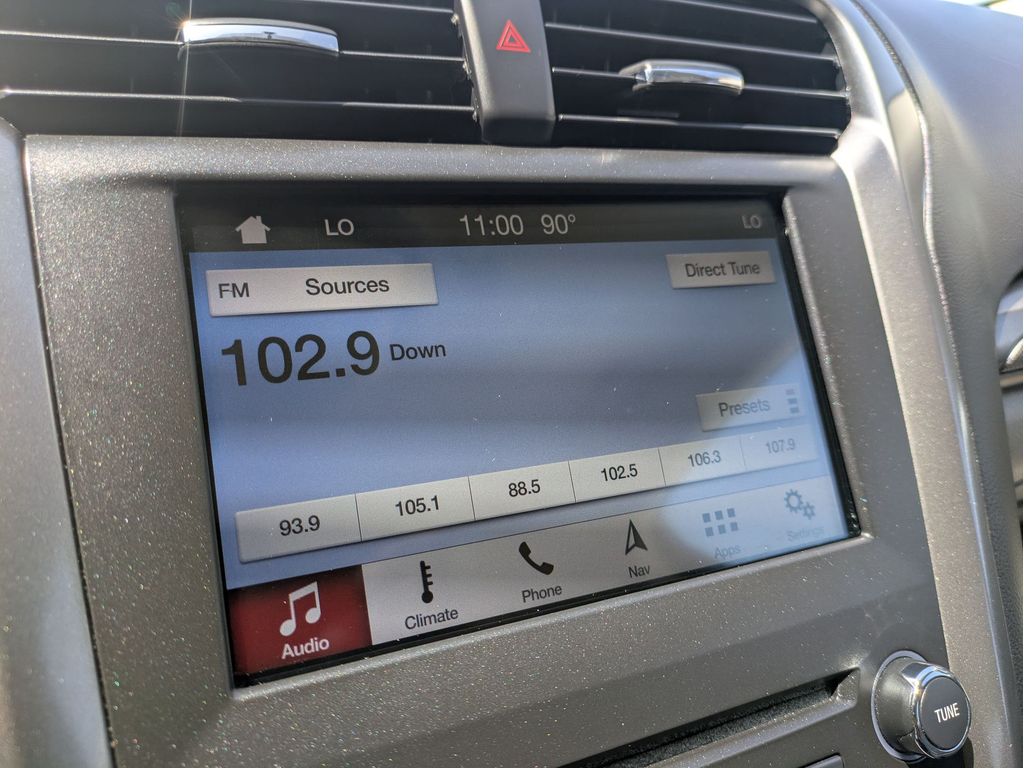 LO 11:00 90° LO
FM Sources Direct Tune
102.9 Down
Presets
93.9 105.1 88.5 102.5 106.3 107.9
Audio Climate Phone Nav Apps Settings
TUNE